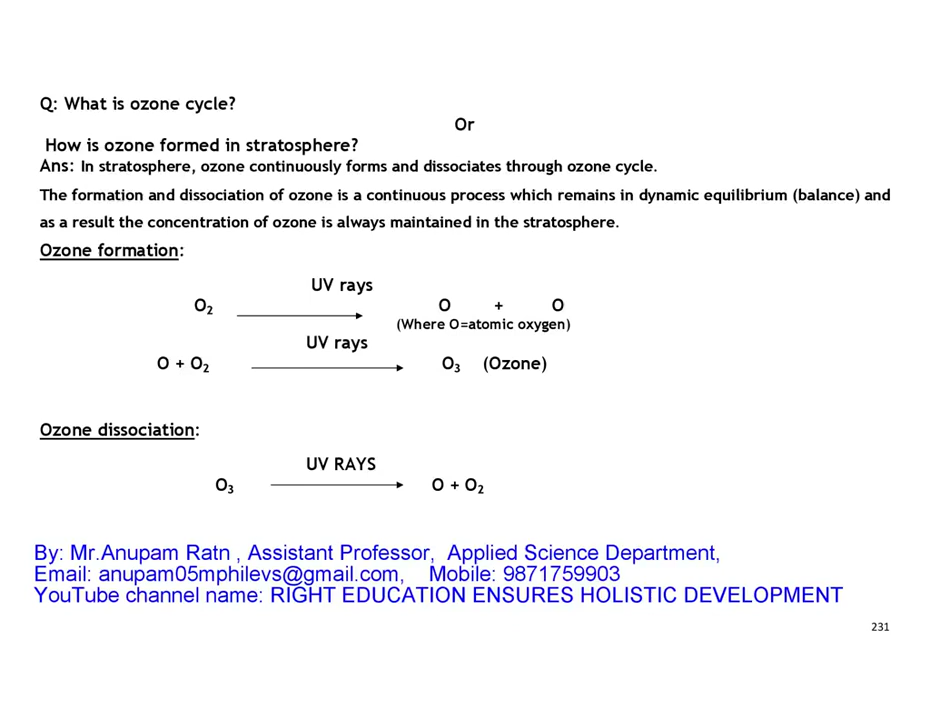 Q: What is ozone cycle?
Or
How is ozone formed in stratosphere?
Ans: In stratosphere, ozone continuously forms and dissociates through ozone cycle.
The formation and dissociation of ozone is a continuous process which remains in dynamic equilibrium (balance) and
as a result the concentration of ozone is always maintained in the stratosphere.
Ozone formation:
UV rays
O₂ ⟶ O + O
(Where O=atomic oxygen)
UV rays
O + O₂ ⟶ O₃ (Ozone)
Ozone dissociation:
UV RAYS
O₃ ⟶ O + O₂
By: Mr.Anupam Ratn , Assistant Professor, Applied Science Department,
Email: anupam05mphilevs@gmail.com, Mobile: 9871759903
YouTube channel name: RIGHT EDUCATION ENSURES HOLISTIC DEVELOPMENT
231